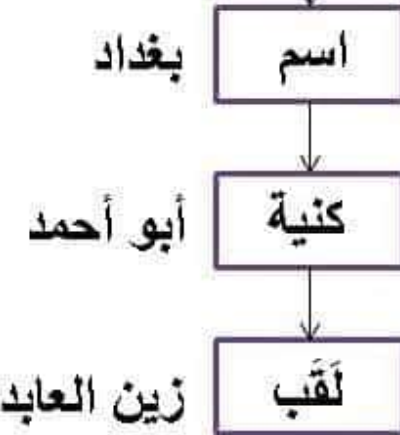 اسم بغداد
كنية أبو أحمد
لَقَب زين العابد